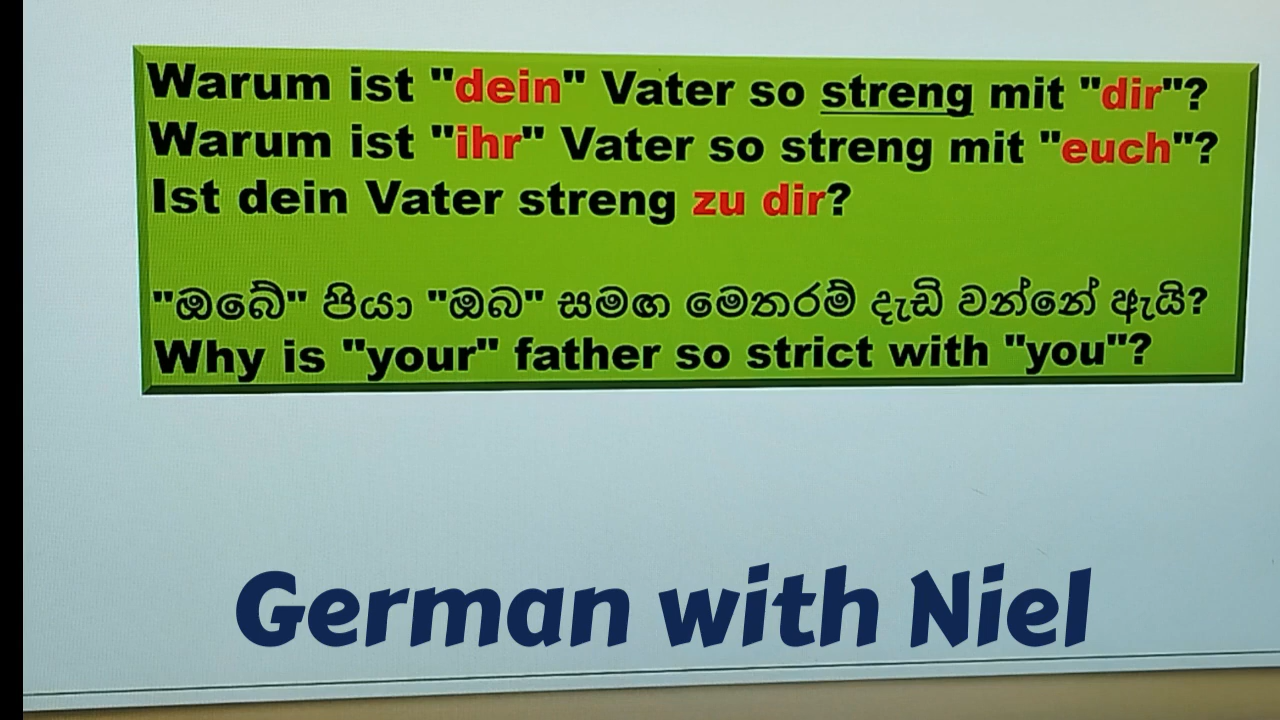 Warum ist "dein" Vater so streng mit "dir"?
Warum ist "ihr" Vater so streng mit "euch"?
Ist dein Vater streng zu dir?
"ඔබේ" පියා "ඔබ" සමඟ මෙතරම් දැඩි වන්නේ ඇයි?
Why is "your" father so strict with "you"?
German with Niel